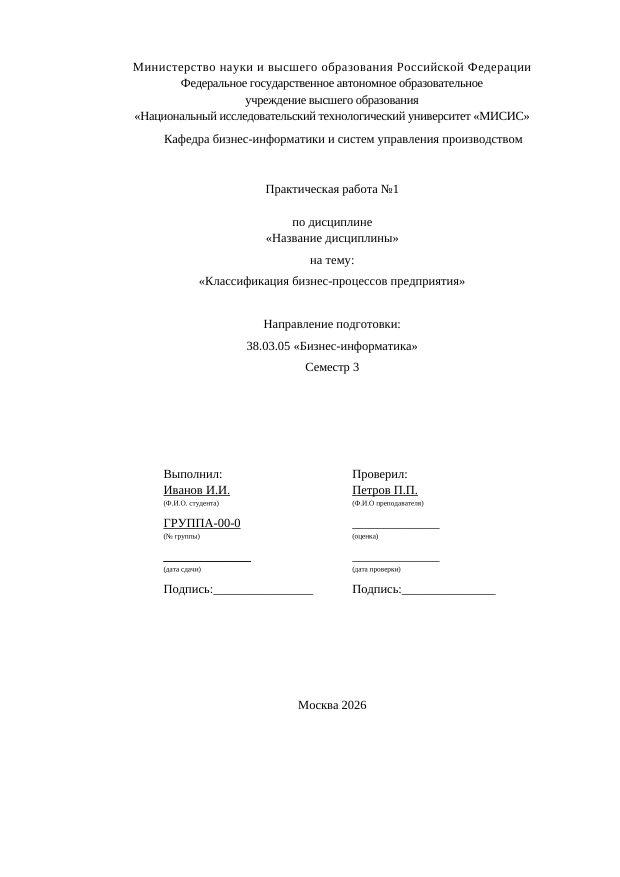 Министерство науки и высшего образования Российской Федерации
Федеральное государственное автономное образовательное
учреждение высшего образования
«Национальный исследовательский технологический университет «МИСИС»
Кафедра бизнес-информатики и систем управления производством
Практическая работа №1
по дисциплине
«Название дисциплины»
на тему:
«Классификация бизнес-процессов предприятия»
Направление подготовки:
38.03.05 «Бизнес-информатика»
Семестр 3
Выполнил:
Иванов И.И.
(Ф.И.О. студента)
ГРУППА-00-0
(№ группы)
______________
(дата сдачи)
Подпись:________________
Проверил:
Петров П.П.
(Ф.И.О преподавателя)
______________
(оценка)
______________
(дата проверки)
Подпись:_______________
Москва 2026